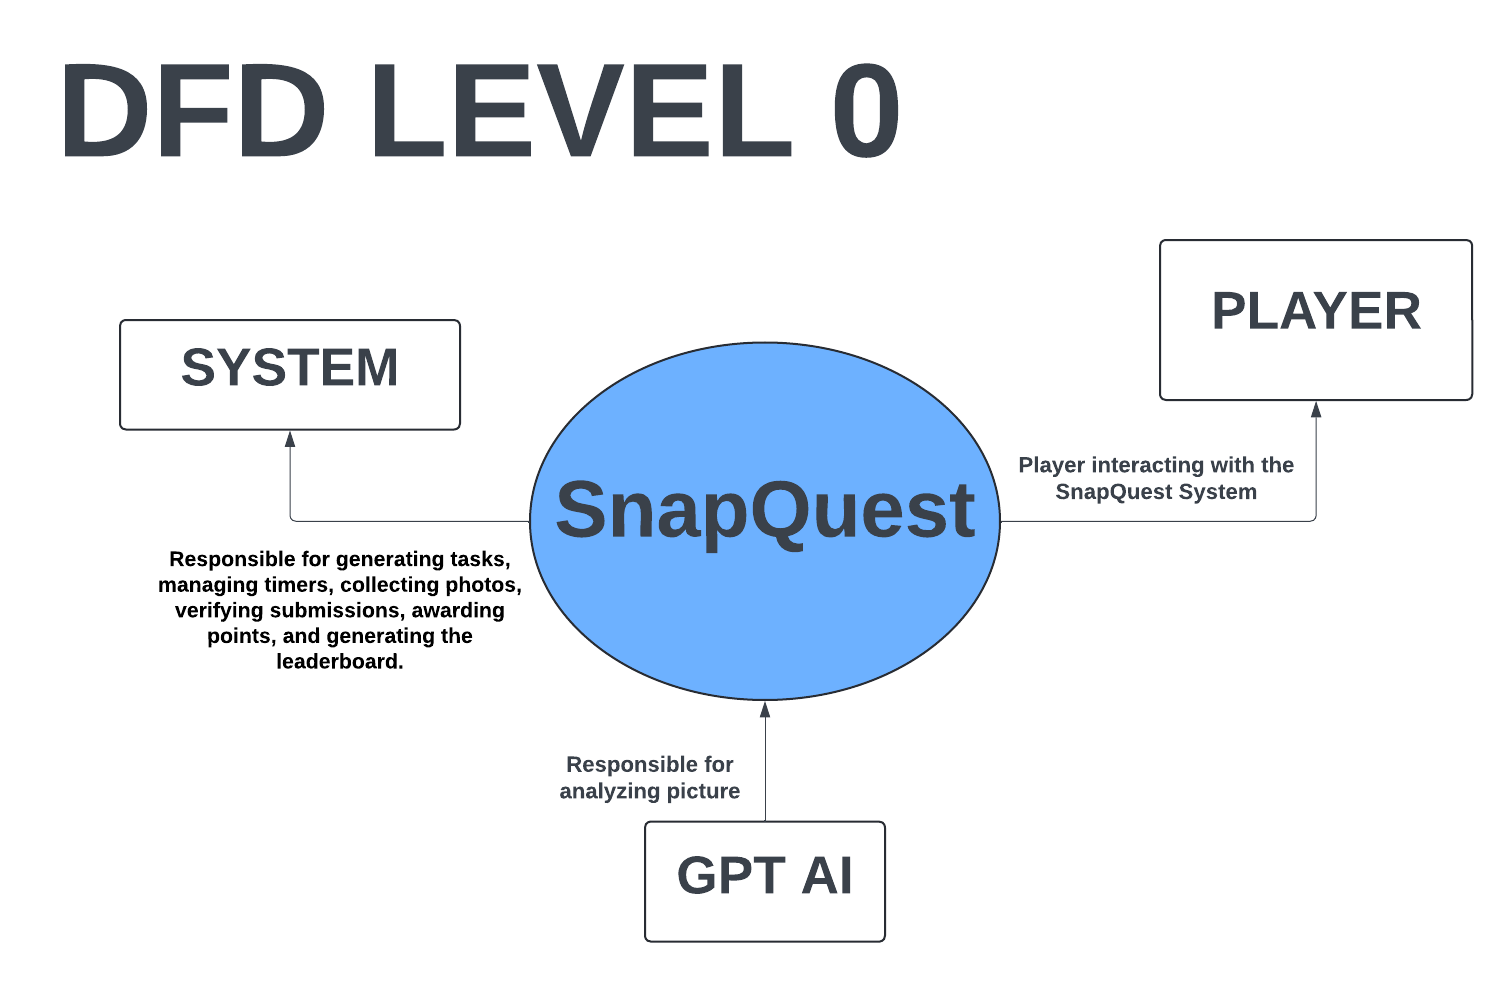 DFD LEVEL 0
PLAYER
SYSTEM
Player interacting with the
SnapQuest System
SnapQuest
Responsible for generating tasks,
managing timers, collecting photos,
verifying submissions, awarding
points, and generating the
leaderboard.
Responsible for
analyzing picture
GPT AI